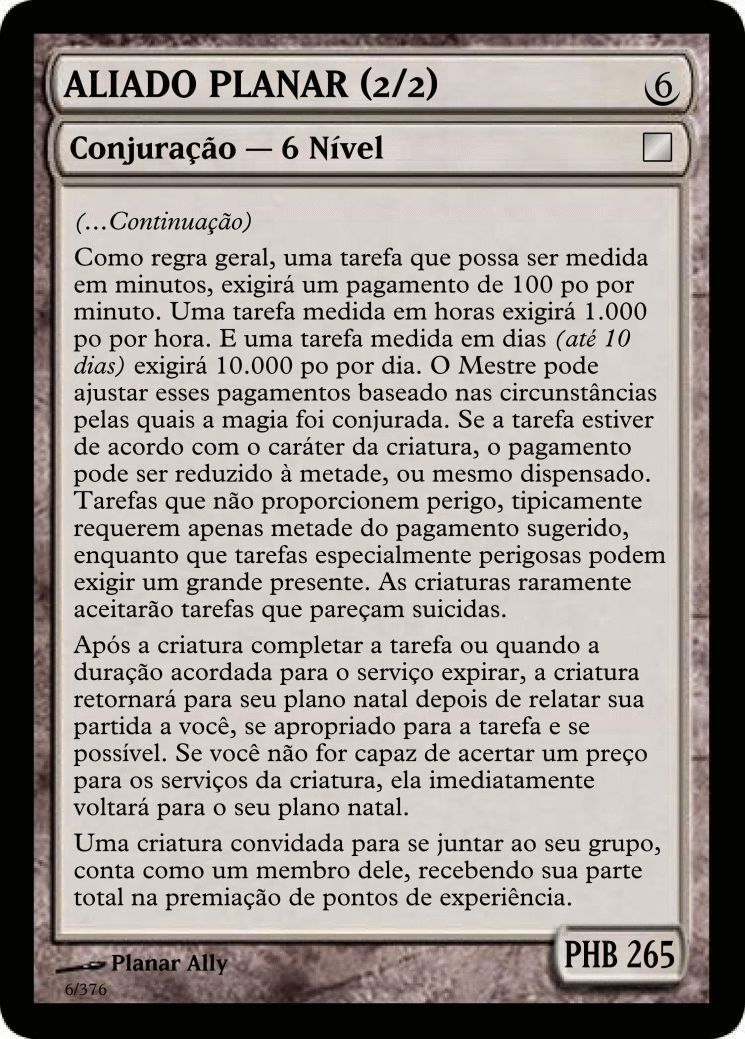 ALIADO PLANAR (2/2)
6
Conjuração — 6 Nível
(...Continuação)
Como regra geral, uma tarefa que possa ser medida
em minutos, exigirá um pagamento de 100 po por
minuto. Uma tarefa medida em horas exigirá 1.000
po por hora. E uma tarefa medida em dias (até 10
dias) exigirá 10.000 po por dia. O Mestre pode
ajustar esses pagamentos baseado nas circunstâncias
pelas quais a magia foi conjurada. Se a tarefa estiver
de acordo com o caráter da criatura, o pagamento
pode ser reduzido à metade, ou mesmo dispensado.
Tarefas que não proporcionem perigo, tipicamente
requerem apenas metade do pagamento sugerido,
enquanto que tarefas especialmente perigosas podem
exigir um grande presente. As criaturas raramente
aceitarão tarefas que pareçam suicidas.
Após a criatura completar a tarefa ou quando a
duração acordada para o serviço expirar, a criatura
retornará para seu plano natal depois de relatar sua
partida a você, se apropriado para a tarefa e se
possível. Se você não for capaz de acertar um preço
para os serviços da criatura, ela imediatamente
voltará para o seu plano natal.
Uma criatura convidada para se juntar ao seu grupo,
conta como um membro dele, recebendo sua parte
total na premiação de pontos de experiência.
PHB 265
Planar Ally
6/376